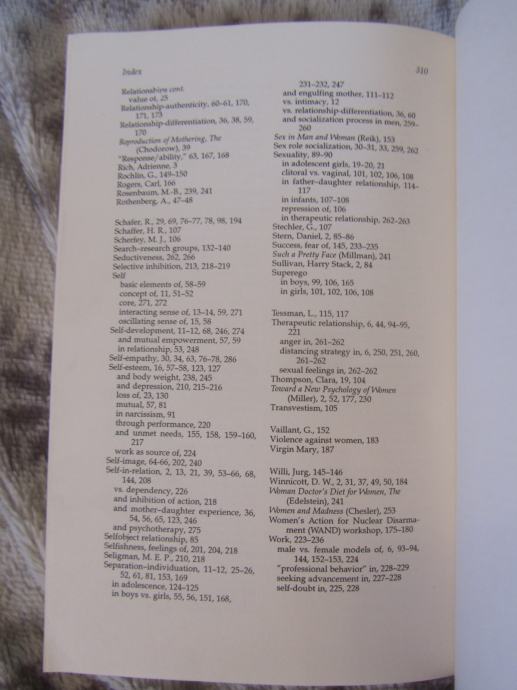 Index
310
Relationships cont.
value of, 25
Relationship-authenticity, 60–61, 170,
171, 173
Relationship-differentiation, 36, 38, 59,
170
Reproduction of Mothering, The
(Chodorow), 39
"Response/ability," 63, 167, 168
Rich, Adrienne, 3
Rochlin, G., 149–150
Rogers, Carl, 166
Rosenbaum, M.-B., 239, 241
Rothenberg, A., 47–48
Schafer, R., 29, 69, 76–77, 78, 98, 194
Schaffer, H. R., 107
Scherfey, M. J., 106
Search-research groups, 132–140
Seductiveness, 262, 266
Selective inhibition, 213, 218–219
Self
basic elements of, 58–59
concept of, 11, 51–52
core, 271, 272
interacting sense of, 13–14, 59, 271
oscillating sense of, 15, 58
Self-development, 11–12, 68, 246, 274
and mutual empowerment, 57, 59
in relationship, 53, 248
Self-empathy, 30, 34, 63, 76–78, 286
Self-esteem, 16, 57–58, 123, 127
and body weight, 238, 245
and depression, 210, 215–216
loss of, 23, 130
mutual, 57, 81
in narcissism, 91
through performance, 220
and unmet needs, 155, 158, 159–160,
217
work as source of, 224
Self-image, 64-66, 202, 240
Self-in-relation, 2, 13, 21, 39, 53–66, 68,
144, 208
vs. dependency, 226
and inhibition of action, 218
and mother–daughter experience, 36,
54, 56, 65, 123, 246
and psychotherapy, 275
Selfobject relationship, 85
Selfishness, feelings of, 201, 204, 218
Seligman, M. E. P., 210, 218
Separation–individuation, 11–12, 25–26,
52, 61, 81, 153, 169
in adolescence, 124–125
in boys vs. girls, 55, 56, 151, 168,
231–232, 247
and engulfing mother, 111–112
vs. intimacy, 12
vs. relationship-differentiation, 36, 60
and socialization process in men, 259–
260
Sex in Man and Woman (Reik), 153
Sex role socialization, 30–31, 33, 259, 262
Sexuality, 89–90
in adolescent girls, 19–20, 21
clitoral vs. vaginal, 101, 102, 106, 108
in father–daughter relationship, 114–
117
in infants, 107–108
repression of, 106
in therapeutic relationship, 262–263
Stechler, G., 107
Stern, Daniel, 2, 85–86
Success, fear of, 145, 233–235
Such a Pretty Face (Millman), 241
Sullivan, Harry Stack, 2, 84
Superego
in boys, 99, 106, 165
in girls, 101, 102, 106, 108
Tessman, L., 115, 117
Therapeutic relationship, 6, 44, 94–95,
221
anger in, 261–262
distancing strategy in, 6, 250, 251, 260,
261–262
sexual feelings in, 262–262
Thompson, Clara, 19, 104
Toward a New Psychology of Women
(Miller), 2, 52, 177, 230
Transvestism, 105
Vaillant, G., 152
Violence against women, 183
Virgin Mary, 187
Willi, Jurg, 145–146
Winnicott, D. W., 2, 31, 37, 49, 50, 184
Woman Doctor's Diet for Women, The
(Edelstein), 241
Women and Madness (Chesler), 253
Women's Action for Nuclear Disarma-
ment (WAND) workshop, 175–180
Work, 223–236
male vs. female models of, 6, 93–94,
144, 152–153, 224
"professional behavior" in, 228–229
seeking advancement in, 227–228
self-doubt in, 225, 228